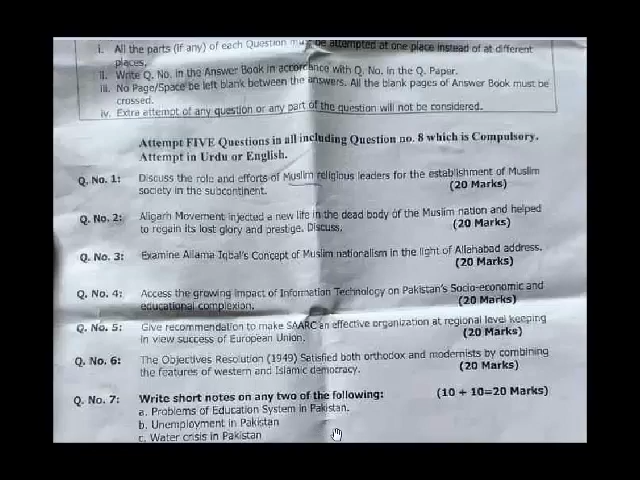 i. All the parts (if any) of each Question must be attempted at one place instead of at different
places.
ii. Write Q. No. in the Answer Book in accordance with Q. No. in the Q. Paper.
iii. No Page/Space be left blank between the answers. All the blank pages of Answer Book must be
crossed.
iv. Extra attempt of any question or any part of the question will not be considered.
Attempt FIVE Questions in all including Question no. 8 which is Compulsory.
Attempt in Urdu or English.
Q. No. 1: Discuss the role and efforts of Muslim religious leaders for the establishment of Muslim
society in the subcontinent. (20 Marks)
Q. No. 2: Aligarh Movement injected a new life in the dead body of the Muslim nation and helped
to regain its lost glory and prestige. Discuss. (20 Marks)
Q. No. 3: Examine Allama Iqbal's Concept of Muslim nationalism in the light of Allahabad address.
(20 Marks)
Q. No. 4: Access the growing impact of Information Technology on Pakistan's Socio-economic and
educational complexion. (20 Marks)
Q. No. 5: Give recommendation to make SAARC an effective organization at regional level keeping
in view success of European Union. (20 Marks)
Q. No. 6: The Objectives Resolution (1949) Satisfied both orthodox and modernists by combining
the features of western and Islamic democracy. (20 Marks)
Q. No. 7: Write short notes on any two of the following: (10 + 10=20 Marks)
a. Problems of Education System in Pakistan.
b. Unemployment in Pakistan
c. Water crisis in Pakistan